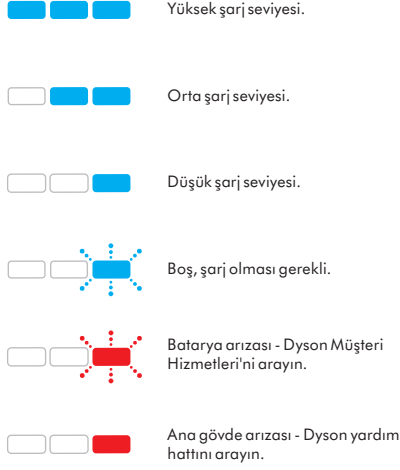 Yüksek şarj seviyesi.
Orta şarj seviyesi.
Düşük şarj seviyesi.
Boş, şarj olması gerekli.
Batarya arızası - Dyson Müşteri
Hizmetleri'ni arayın.
Ana gövde arızası - Dyson yardım
hattını arayın.